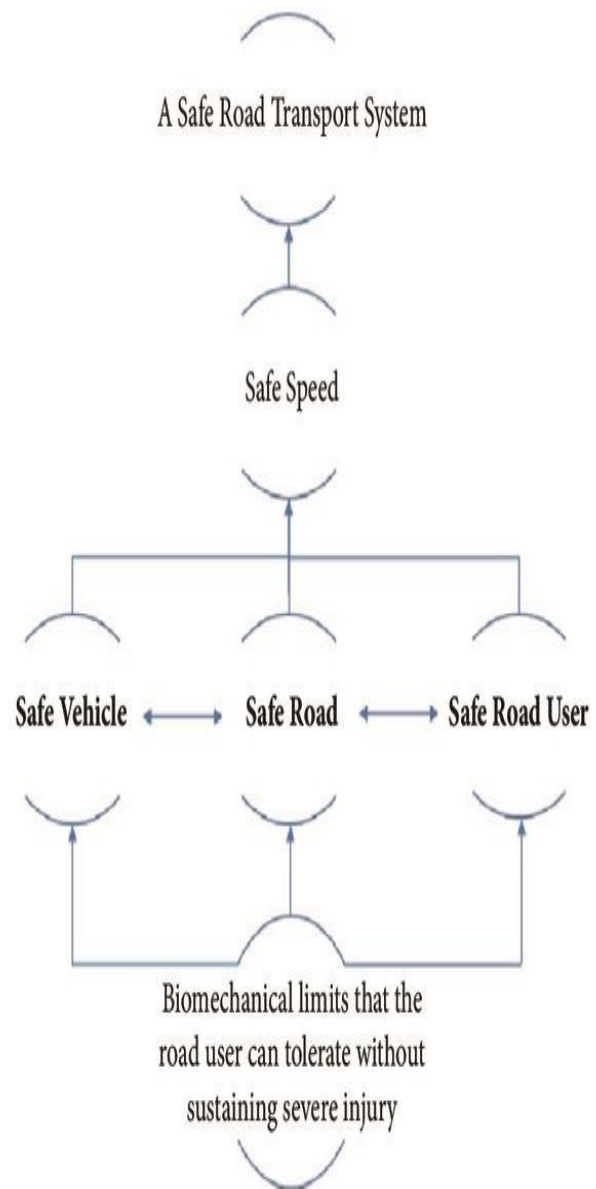 A Safe Road Transport System
Safe Speed
Safe Vehicle
Safe Road
Safe Road User
Biomechanical limits that the
road user can tolerate without
sustaining severe injury